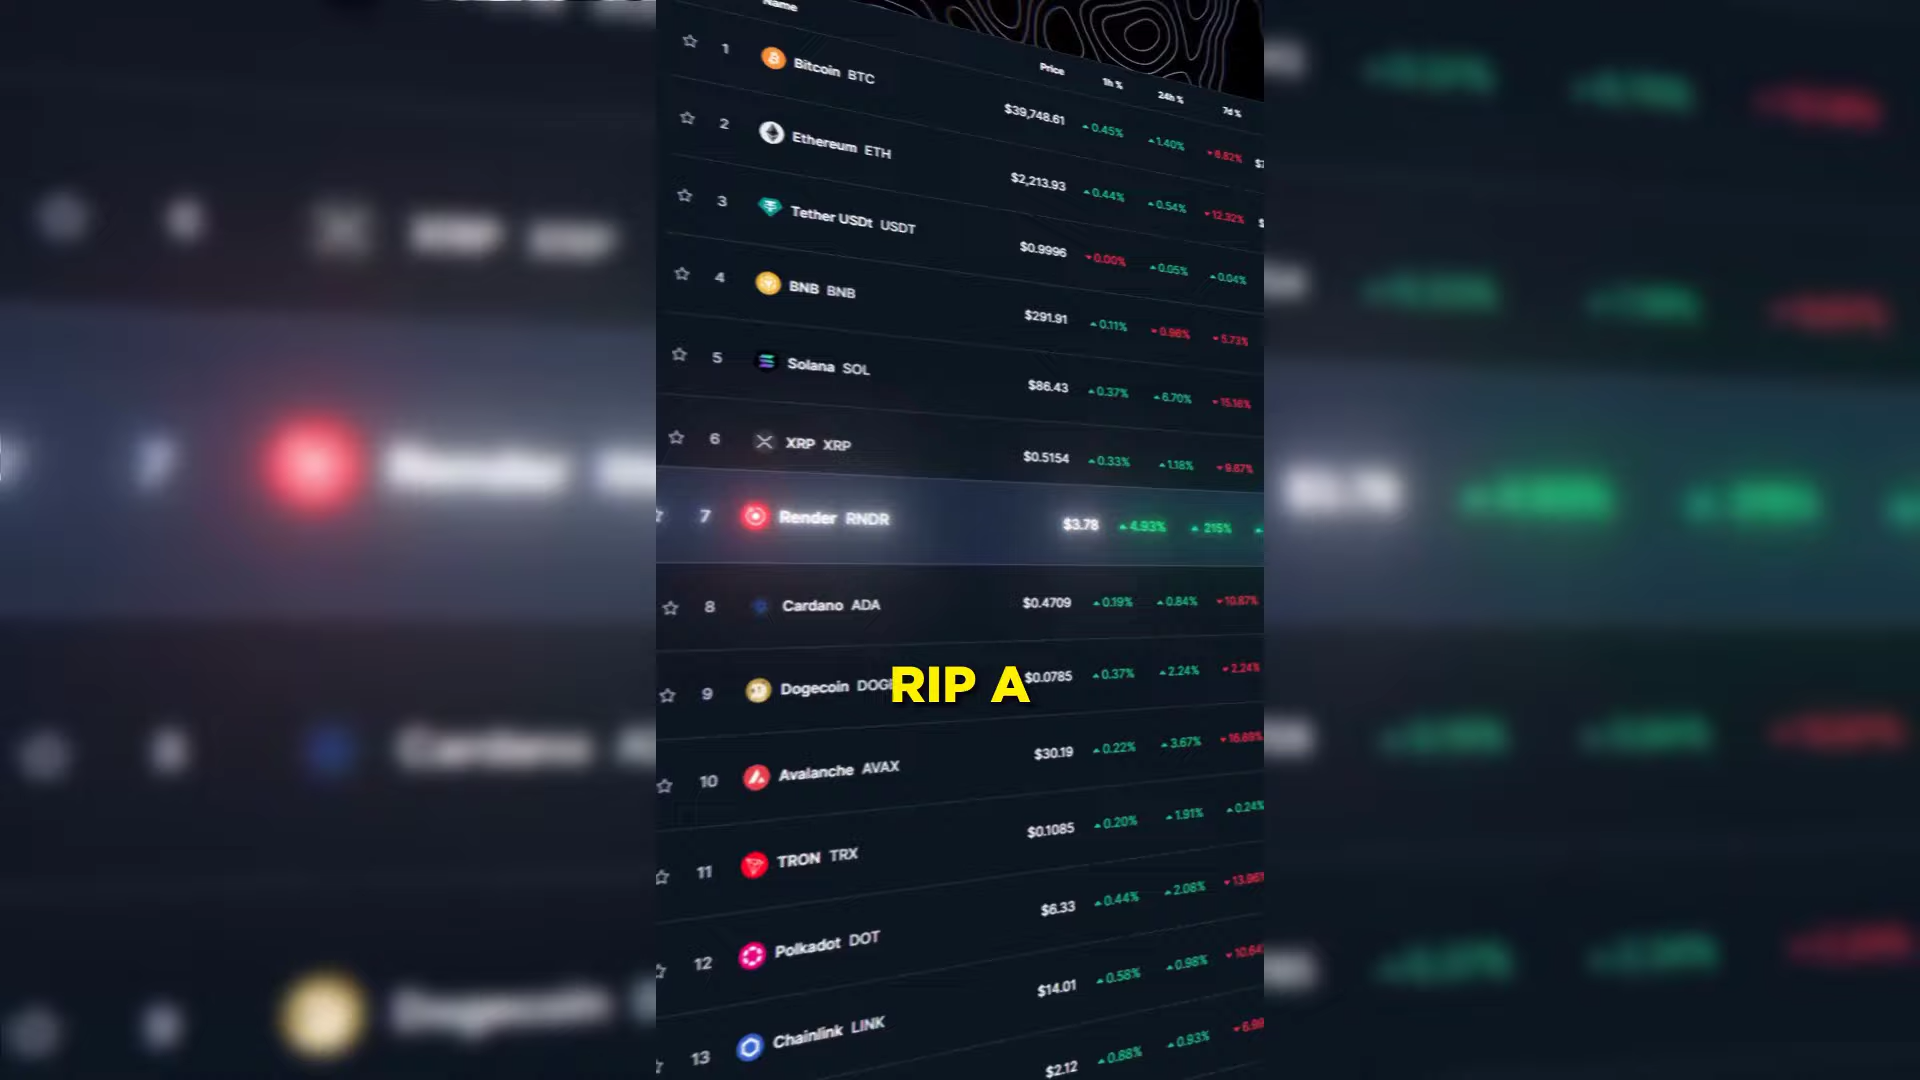 Name Price 1h % 24h % 7d %
1 Bitcoin BTC $39,748.61 0.45% 1.40% 6.82%
2 Ethereum ETH $2,213.93 0.44% 0.54% 12.32%
3 Tether USDt USDT $0.9996 0.00% 0.05% 0.04%
4 BNB BNB $291.91 0.11% 0.98% 5.73%
5 Solana SOL $86.43 0.37% 6.70% 15.16%
6 XRP XRP $0.5154 0.33% 1.18% 9.87%
7 Render RNDR $3.78 4.93% 215%
8 Cardano ADA $0.4709 0.19% 0.84% 10.87%
9 Dogecoin DOGE $0.0785 0.37% 2.24% 2.24%
RIP A
10 Avalanche AVAX $30.19 0.22% 3.67% 16.69%
11 TRON TRX $0.1085 0.20% 1.91% 0.24%
12 Polkadot DOT $6.33 0.44% 2.08% 13.96%
13 Chainlink LINK $14.01 0.58% 0.98% 10.64
$2.12 0.88% 0.93%